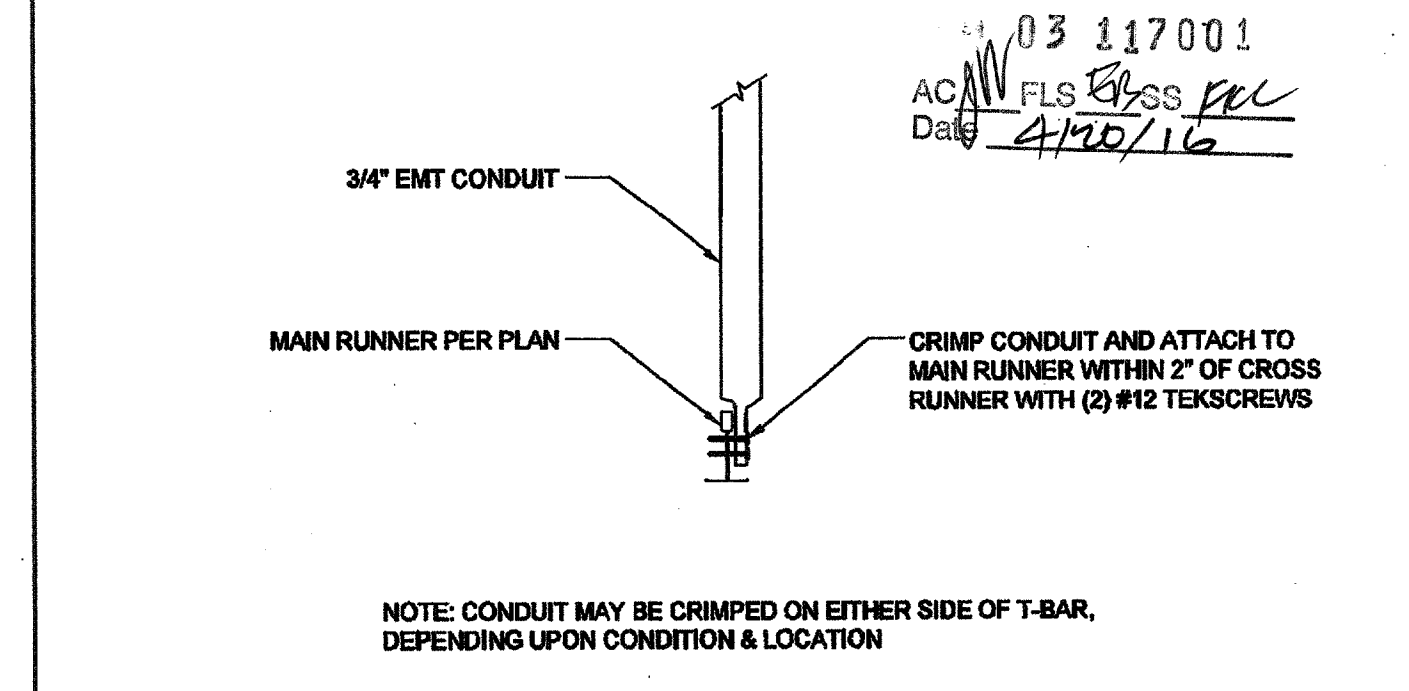 03 117001
AC FLS SS
Date 4/20/16
3/4" EMT CONDUIT
MAIN RUNNER PER PLAN
CRIMP CONDUIT AND ATTACH TO
MAIN RUNNER WITHIN 2" OF CROSS
RUNNER WITH (2) #12 TEKSCREWS
NOTE: CONDUIT MAY BE CRIMPED ON EITHER SIDE OF T-BAR,
DEPENDING UPON CONDITION & LOCATION